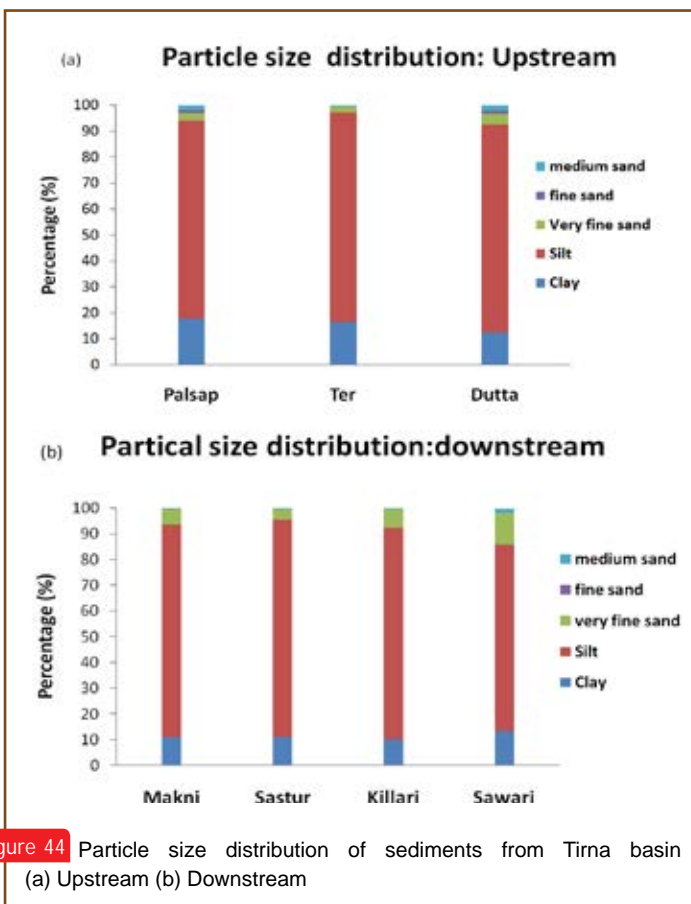 (a) Particle size distribution: Upstream
100
90
80
70
60
50
40
30
20
10
0
Percentage (%)
medium sand
fine sand
Very fine sand
Silt
Clay
Palsap Ter Dutta
(b) Partical size distribution:downstream
100
90
80
70
60
50
40
30
20
10
0
Percentage (%)
medium sand
fine sand
very fine sand
Silt
Clay
Makni Sastur Killari Sawari
gure 44 Particle size distribution of sediments from Tirna basin
(a) Upstream (b) Downstream